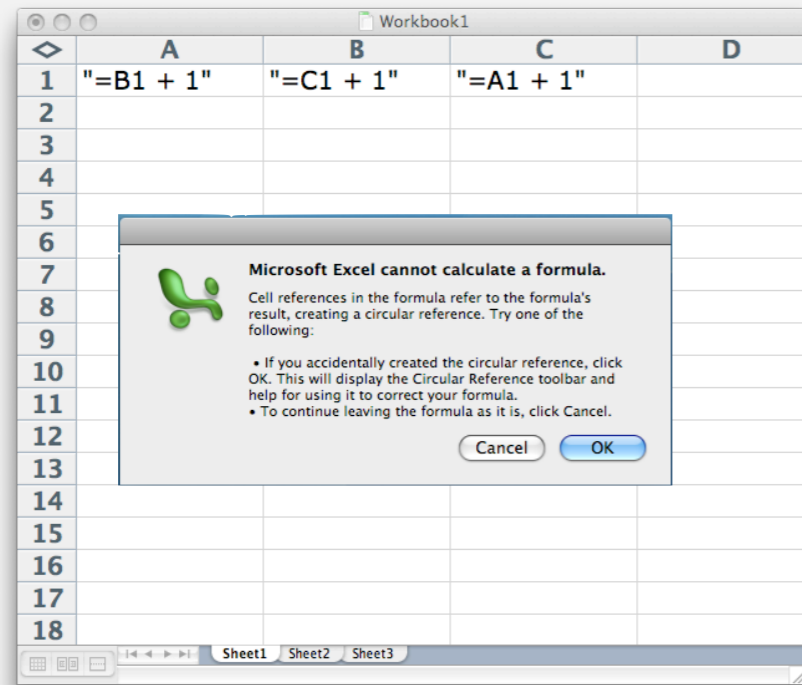 Workbook1
A B C D
1 "=B1 + 1" "=C1 + 1" "=A1 + 1"
2
3
4
5
6
7
8
9
10
11
12
13
14
15
16
17
18
Microsoft Excel cannot calculate a formula.
Cell references in the formula refer to the formula's
result, creating a circular reference. Try one of the
following:
• If you accidentally created the circular reference, click
OK. This will display the Circular Reference toolbar and
help for using it to correct your formula.
• To continue leaving the formula as it is, click Cancel.
Cancel OK
Sheet1 Sheet2 Sheet3